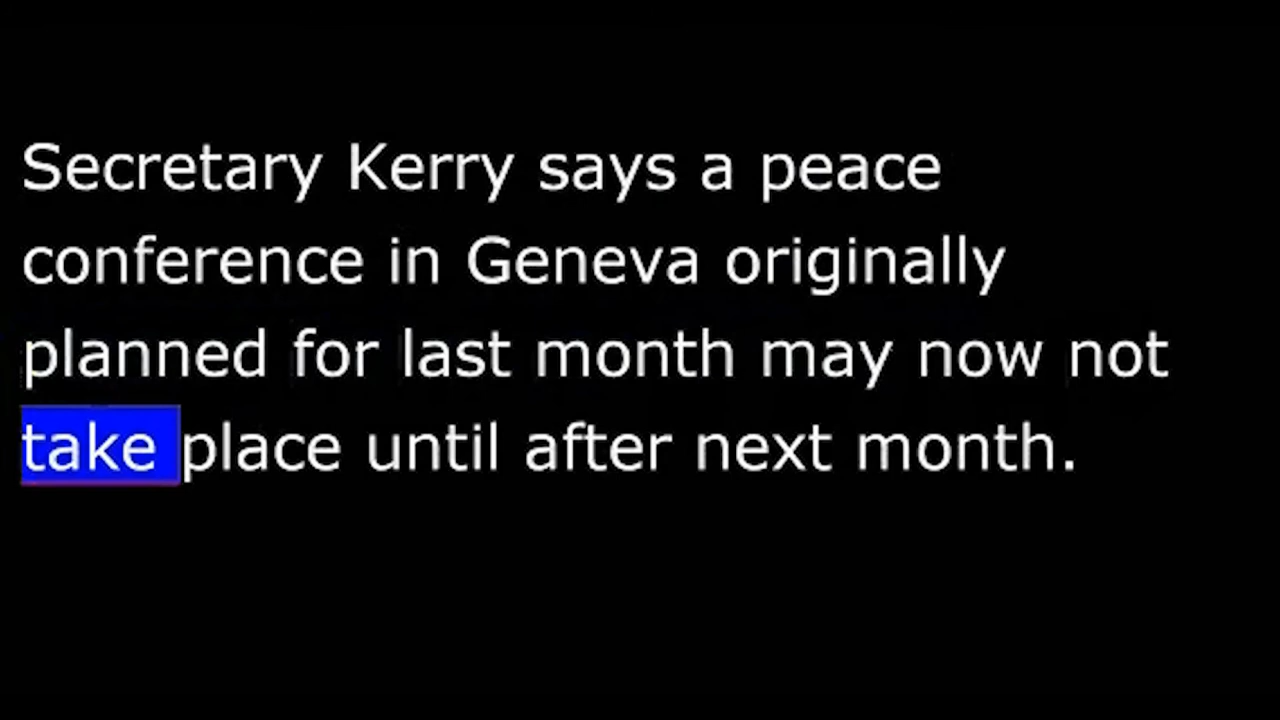 Secretary Kerry says a peace
conference in Geneva originally
planned for last month may now not
take place until after next month.